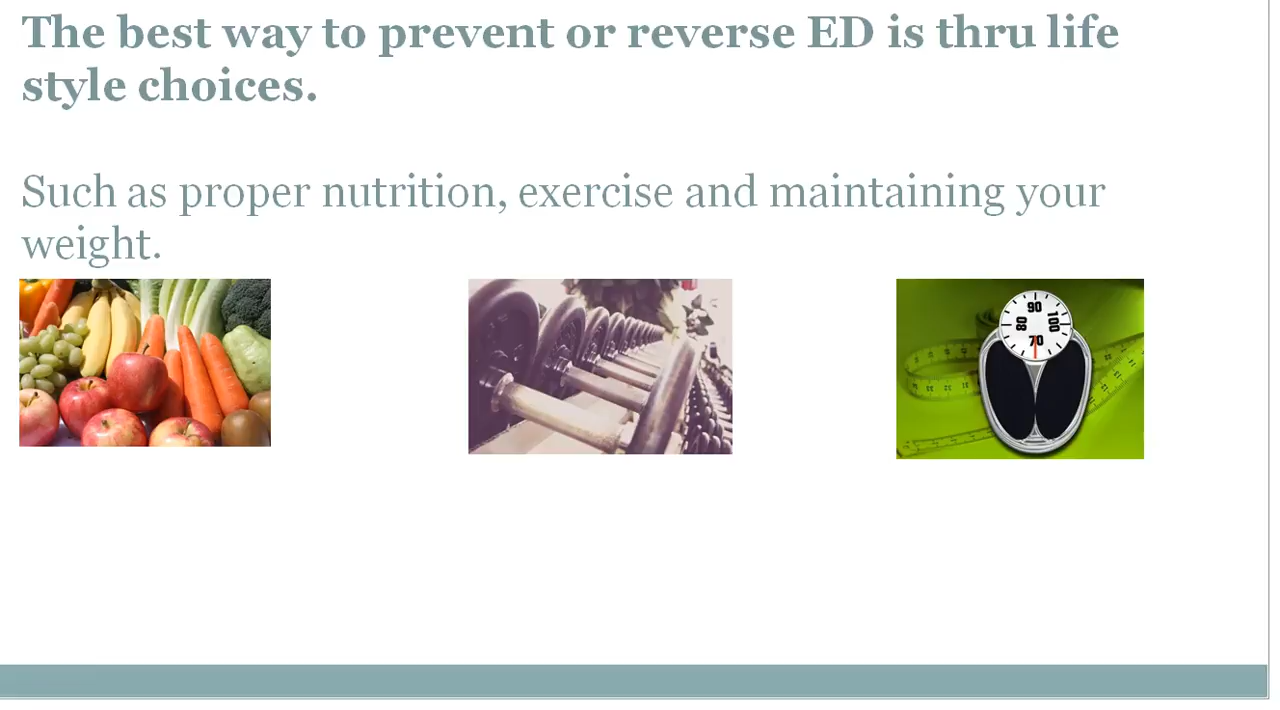 The best way to prevent or reverse ED is thru life
style choices.
Such as proper nutrition, exercise and maintaining your
weight.
90
80
100
70